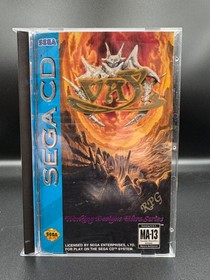 SEGA
SEGA CD
VAY
RPG
MA-13
LICENSED BY SEGA ENTERPRISES, LTD.
FOR PLAY ON THE SEGA CD™ SYSTEM.